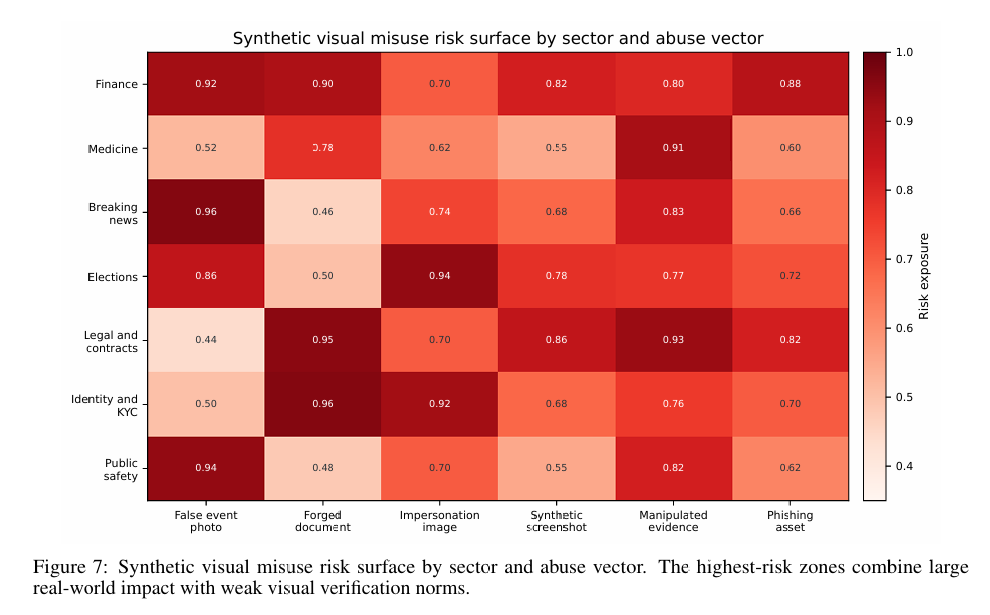 Synthetic visual misuse risk surface by sector and abuse vector
Finance 0.92 0.90 0.70 0.82 0.80 0.88
Medicine 0.52 0.78 0.62 0.55 0.91 0.60
Breaking
news 0.96 0.46 0.74 0.68 0.83 0.66
Elections 0.86 0.50 0.94 0.78 0.77 0.72
Legal and
contracts 0.44 0.95 0.70 0.86 0.93 0.82
Identity and
KYC 0.50 0.96 0.92 0.68 0.76 0.70
Public
safety 0.94 0.48 0.70 0.55 0.82 0.62
False event
photo
Forged
document
Impersonation
image
Synthetic
screenshot
Manipulated
evidence
Phishing
asset
1.0
0.9
0.8
0.7
0.6
0.5
0.4
Risk exposure
Figure 7: Synthetic visual misuse risk surface by sector and abuse vector. The highest-risk zones combine large
real-world impact with weak visual verification norms.